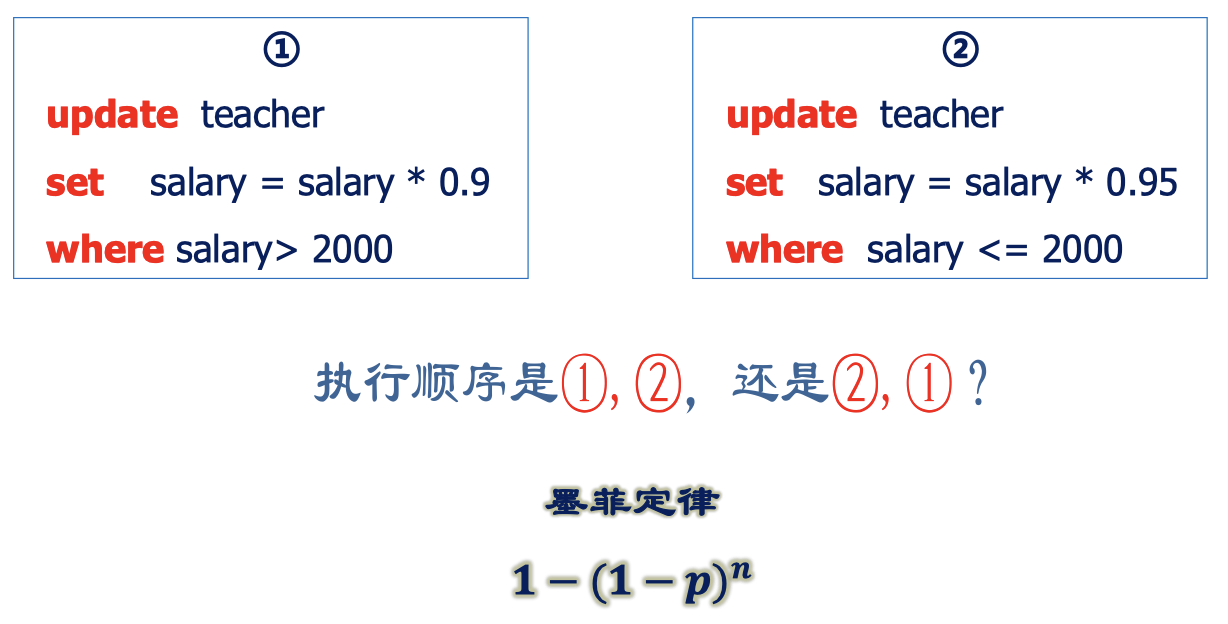 ①
update teacher
set salary = salary * 0.9
where salary> 2000
②
update teacher
set salary = salary * 0.95
where salary <= 2000
执行顺序是①, ②，还是②, ①？
墨菲定律
1 − (1 − p)ⁿ